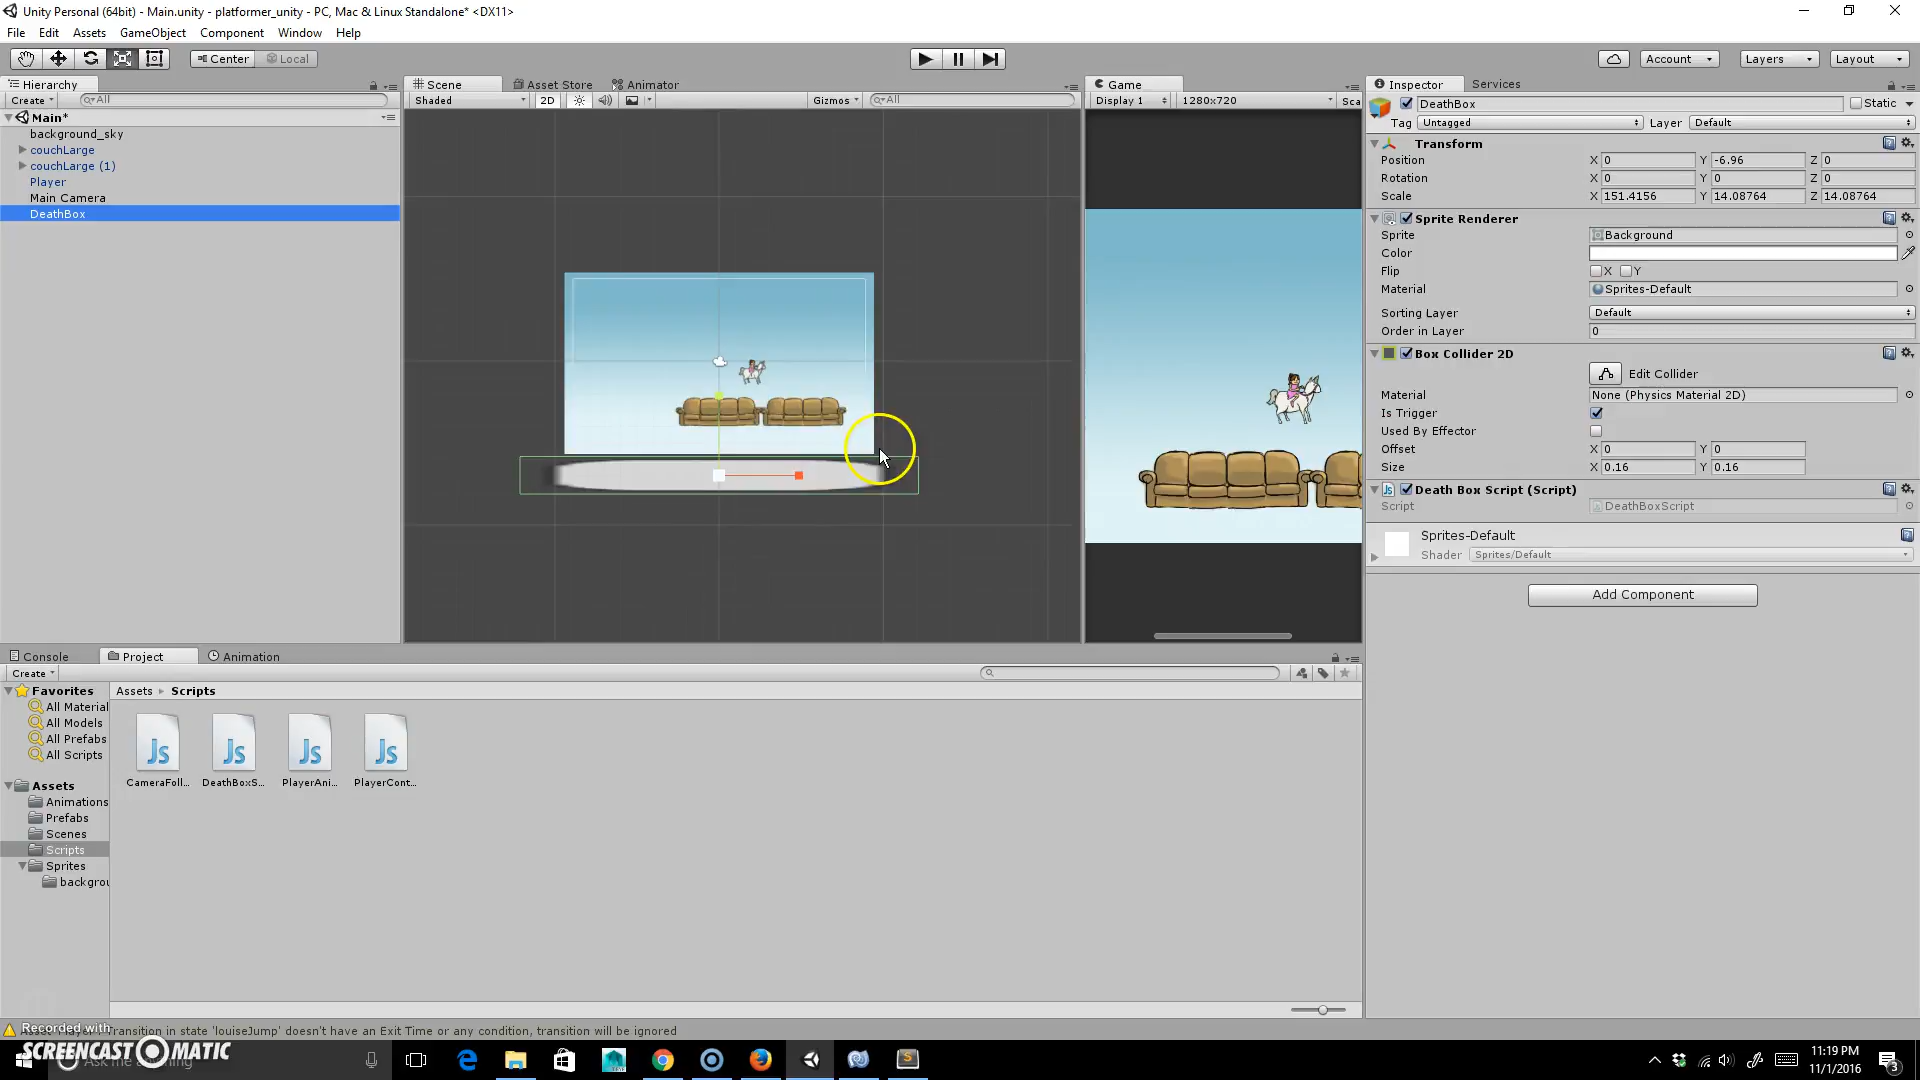 Unity Personal (64bit) - Main.unity - platformer_unity - PC, Mac & Linux Standalone* <DX11>
File Edit Assets GameObject Component Window Help
Center Local Account Layers Layout
Hierarchy
Create All
Main*
background_sky
couchLarge
couchLarge (1)
Player
Main Camera
DeathBox
Scene Asset Store Animator
Shaded 2D Gizmos All
Game
Display 1 1280x720 Sca
Inspector Services
DeathBox Static
Tag Untagged Layer Default
Transform
Position X 0 Y -6.96 Z 0
Rotation X 0 Y 0 Z 0
Scale X 151.4156 Y 14.08764 Z 14.08764
Sprite Renderer
Sprite Background
Color
Flip X Y
Material Sprites-Default
Sorting Layer Default
Order in Layer 0
Box Collider 2D
Edit Collider
Material None (Physics Material 2D)
Is Trigger
Used By Effector
Offset X 0 Y 0
Size X 0.16 Y 0.16
Death Box Script (Script)
Script DeathBoxScript
Sprites-Default
Shader Sprites/Default
Add Component
Console Project Animation
Create
Favorites
All Material
All Models
All Prefabs
All Scripts
Assets
Animations
Prefabs
Scenes
Scripts
Sprites
backgrou
Assets Scripts
Js Js Js Js
CameraFoll... DeathBoxS... PlayerAni... PlayerCont...
Transition in state 'louiseJump' doesn't have an Exit Time or any condition, transition will be ignored
Recorded with
SCREENCAST MATIC
11:19 PM
11/1/2016
3